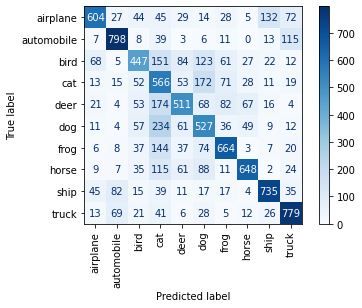 airplane 604 27 44 45 29 14 28 5 132 72
automobile 7 798 8 39 3 6 11 0 13 115
bird 68 5 447 151 84 123 61 27 22 12
cat 13 15 52 566 53 172 71 28 11 19
deer 21 4 53 174 511 68 82 67 16 4
dog 11 4 57 234 61 527 36 49 9 12
frog 6 8 37 144 37 74 664 3 7 20
horse 9 7 35 115 61 88 11 648 2 24
ship 45 82 15 39 11 17 17 4 735 35
truck 13 69 21 41 6 28 5 12 26 779
airplane automobile bird cat deer dog frog horse ship truck
True label
Predicted label
700
600
500
400
300
200
100
0